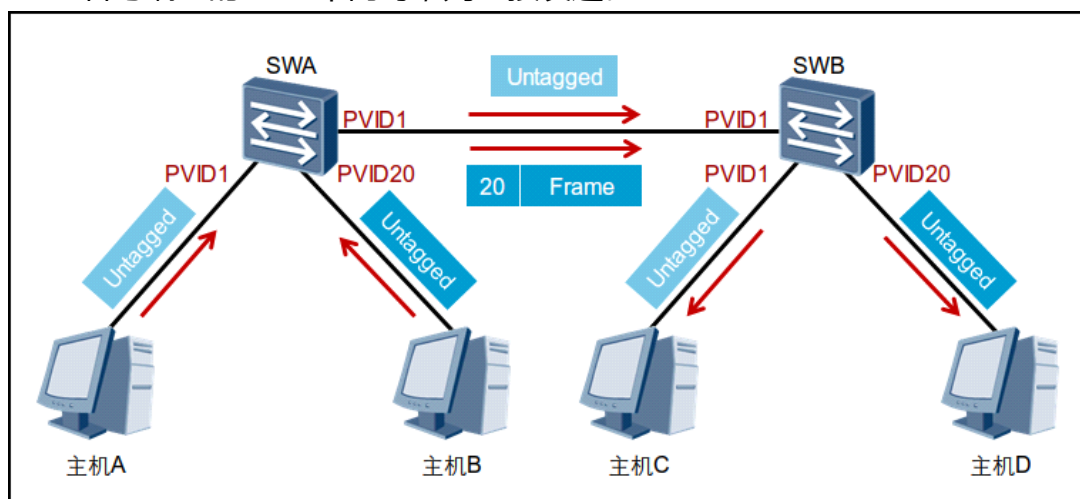 SWA
SWB
Untagged
PVID1
PVID1
PVID1
PVID20
PVID1
PVID20
20 Frame
Untagged
Untagged
Untagged
Untagged
主机A
主机B
主机C
主机D